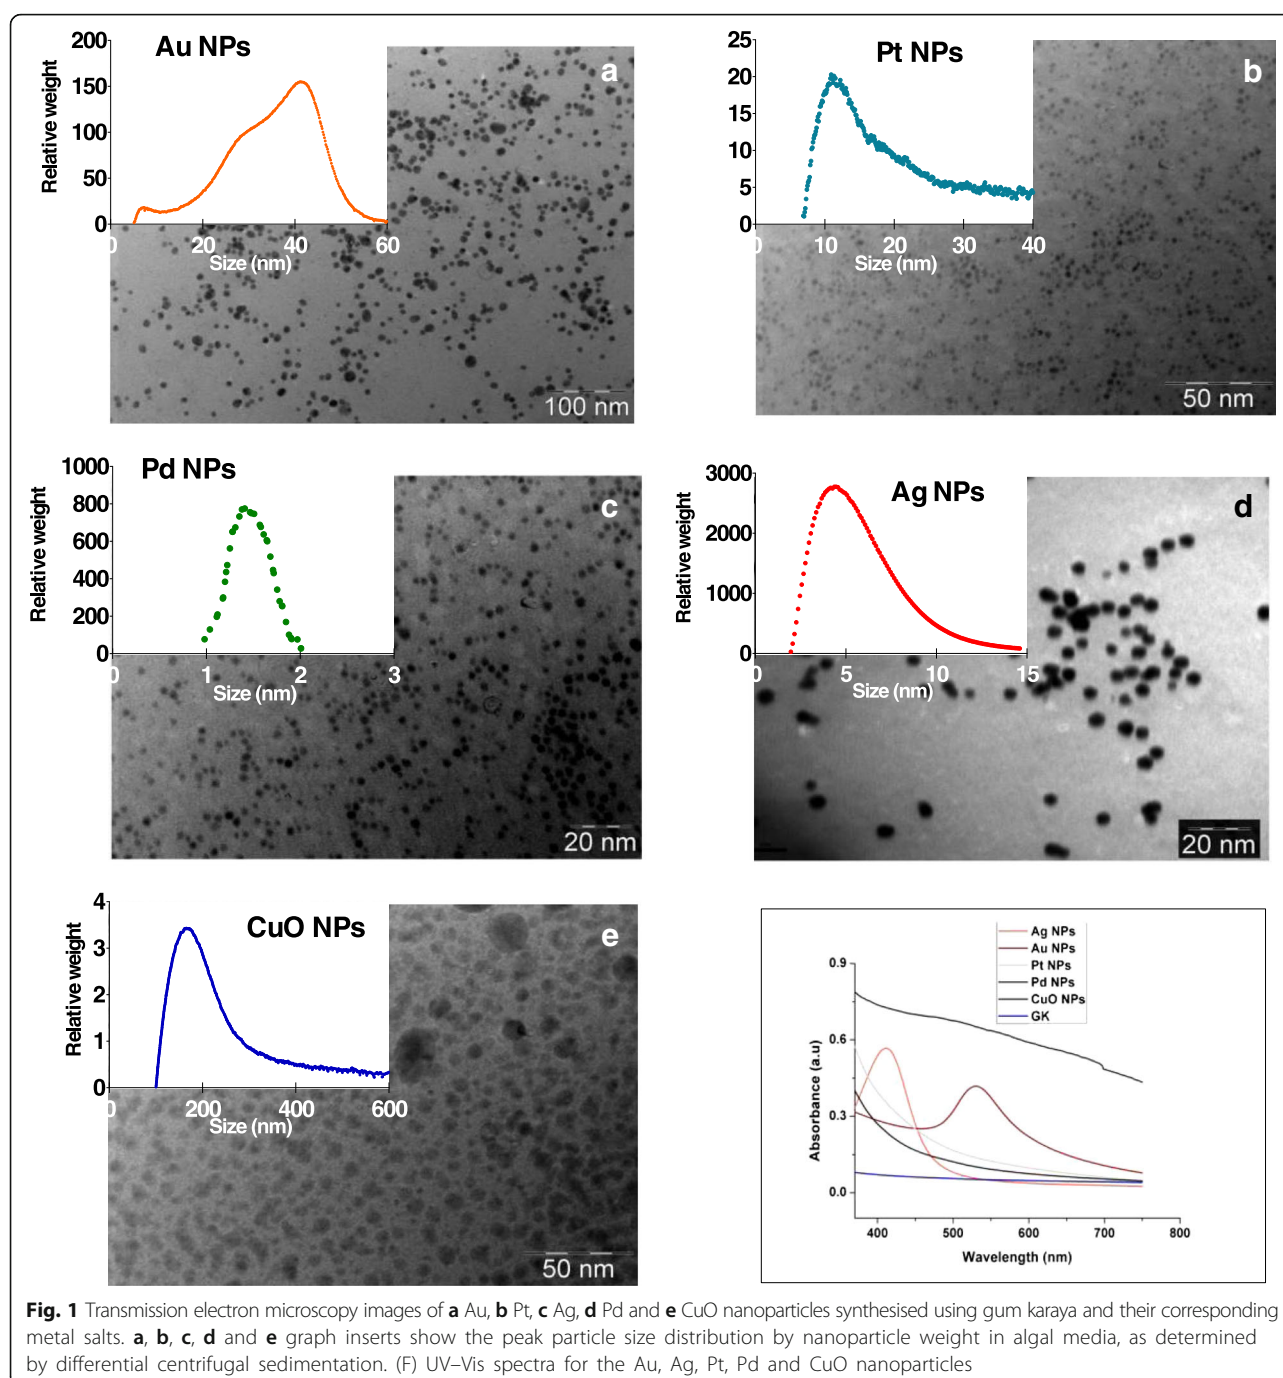 Au NPs
a
Relative weight
200
150
100
50
0
0 20 40 60
Size (nm)
100 nm
Pt NPs
b
25
20
15
10
5
0
0 10 20 30 40
Size (nm)
50 nm
Pd NPs
c
Relative weight
1000
800
600
400
200
0
0 1 2 3
Size (nm)
20 nm
Ag NPs
d
Relative weight
3000
2000
1000
0
0 5 10 15
Size (nm)
20 nm
CuO NPs
e
Relative weight
4
3
2
1
0
0 200 400 600
Size (nm)
50 nm
Ag NPs
Au NPs
Pt NPs
Pd NPs
CuO NPs
GK
Absorbance (a.u)
0.9
0.6
0.3
0.0
400 500 600 700 800
Wavelength (nm)
Fig. 1 Transmission electron microscopy images of a Au, b Pt, c Ag, d Pd and e CuO nanoparticles synthesised using gum karaya and their corresponding
metal salts. a, b, c, d and e graph inserts show the peak particle size distribution by nanoparticle weight in algal media, as determined
by differential centrifugal sedimentation. (F) UV–Vis spectra for the Au, Ag, Pt, Pd and CuO nanoparticles